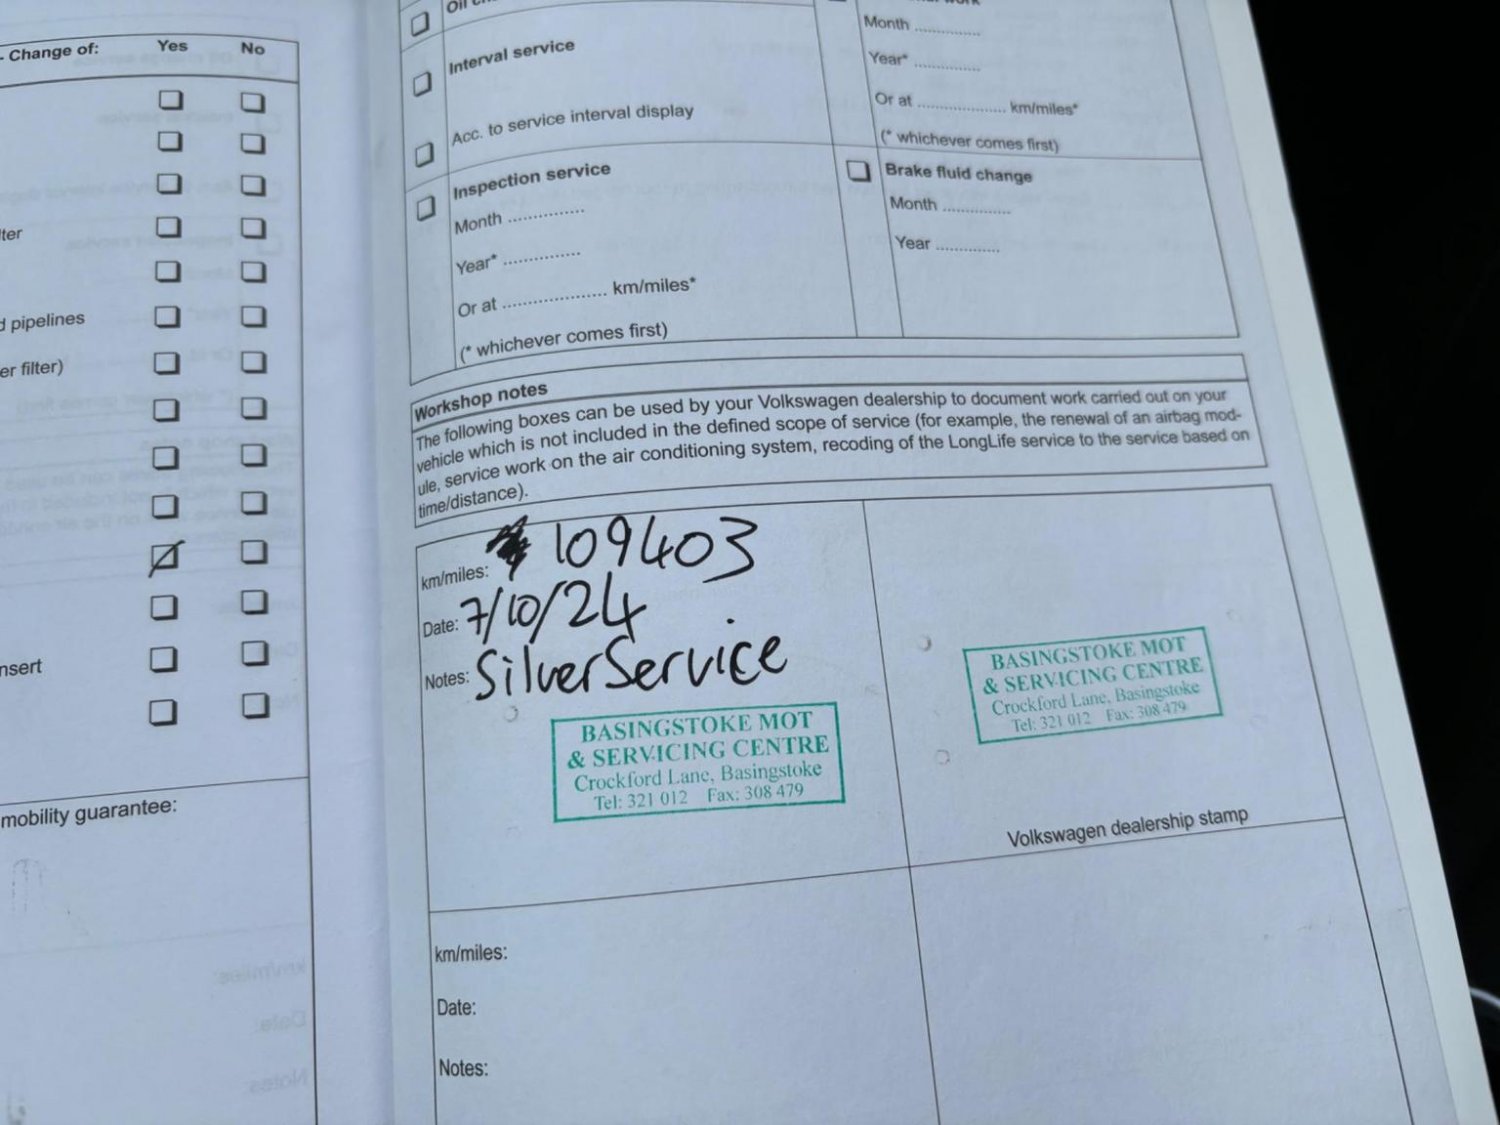 - Change of:
Yes
No
d pipelines
er filter)
nsert
mobility guarantee:
Interval service
Acc. to service interval display
Inspection service
Month ...............
Year* ...............
Or at .................... km/miles*
(* whichever comes first)
Month ..............
Year* ..............
Or at .................... km/miles*
(* whichever comes first)
Brake fluid change
Month ..............
Year ..............
Workshop notes
The following boxes can be used by your Volkswagen dealership to document work carried out on your
vehicle which is not included in the defined scope of service (for example, the renewal of an airbag mod-
ule, service work on the air conditioning system, recoding of the LongLife service to the service based on
time/distance).
km/miles: 109403
Date: 7/10/24
Notes: Silver Service
BASINGSTOKE MOT
& SERVICING CENTRE
Crockford Lane, Basingstoke
Tel: 321 012 Fax: 308 479
BASINGSTOKE MOT
& SERVICING CENTRE
Crockford Lane, Basingstoke
Tel: 321 012 Fax: 308 479
Volkswagen dealership stamp
km/miles:
Date:
Notes: